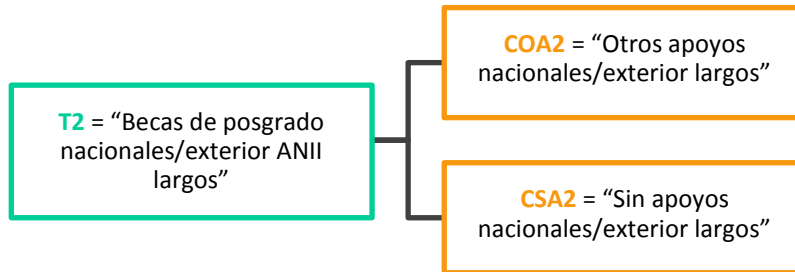 T2 = “Becas de posgrado
nacionales/exterior ANII
largos”
COA2 = “Otros apoyos
nacionales/exterior largos”
CSA2 = “Sin apoyos
nacionales/exterior largos”